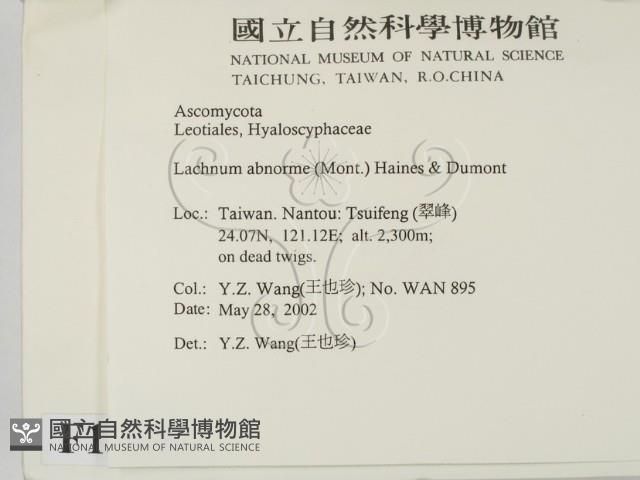 國立自然科學博物館
NATIONAL MUSEUM OF NATURAL SCIENCE
TAICHUNG, TAIWAN, R.O.CHINA
Ascomycota
Leotiales, Hyaloscyphaceae
Lachnum abnorme (Mont.) Haines & Dumont
Loc.: Taiwan. Nantou: Tsuifeng (翠峰)
24.07N, 121.12E; alt. 2,300m;
on dead twigs.
Col.: Y.Z. Wang(王也珍); No. WAN 895
Date: May 28, 2002
Det.: Y.Z. Wang(王也珍)
國立自然科學博物館
NATIONAL MUSEUM OF NATURAL SCIENCE